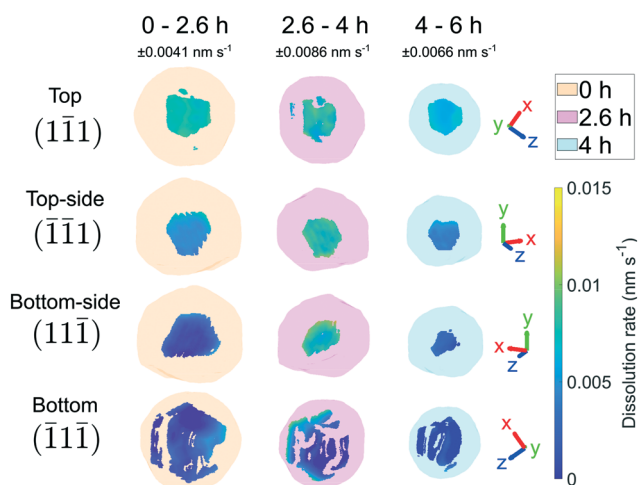 0 - 2.6 h 2.6 - 4 h 4 - 6 h
±0.0041 nm s⁻¹ ±0.0086 nm s⁻¹ ±0.0066 nm s⁻¹
Top
(11̄1)
x
y
z
0 h
2.6 h
4 h
Top-side
(1̄1̄1)
y
x
z
Bottom-side
(111̄)
y
x
z
Bottom
(1̄11̄)
x
y
z
0.015
0.010
0.005
0
Dissolution rate (nm s⁻¹)